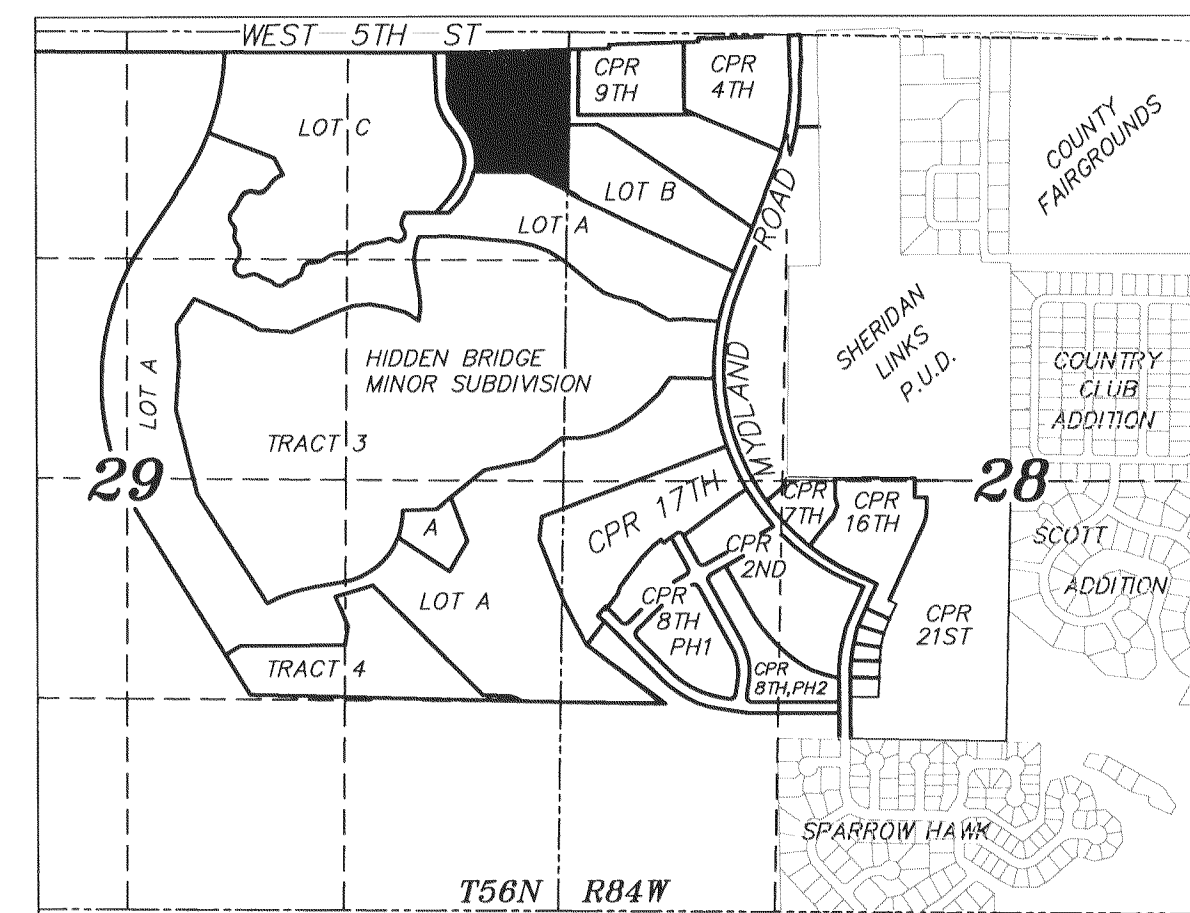 WEST 5TH ST
CPR
9TH
CPR
4TH
LOT C
COUNTY
FAIRGROUNDS
LOT B
LOT A
ROAD
SHERIDAN
LINKS
P.U.D.
HIDDEN BRIDGE
MINOR SUBDIVISION
COUNTRY
CLUB
ADDITION
LOT A
MYDLAND
TRACT 3
29
28
CPR 17TH
CPR
7TH
CPR
16TH
A
SCOTT
ADDITION
CPR
2ND
LOT A
CPR
8TH
PH1
CPR
21ST
TRACT 4
CPR
8TH,PH2
SPARROW HAWK
T56N R84W